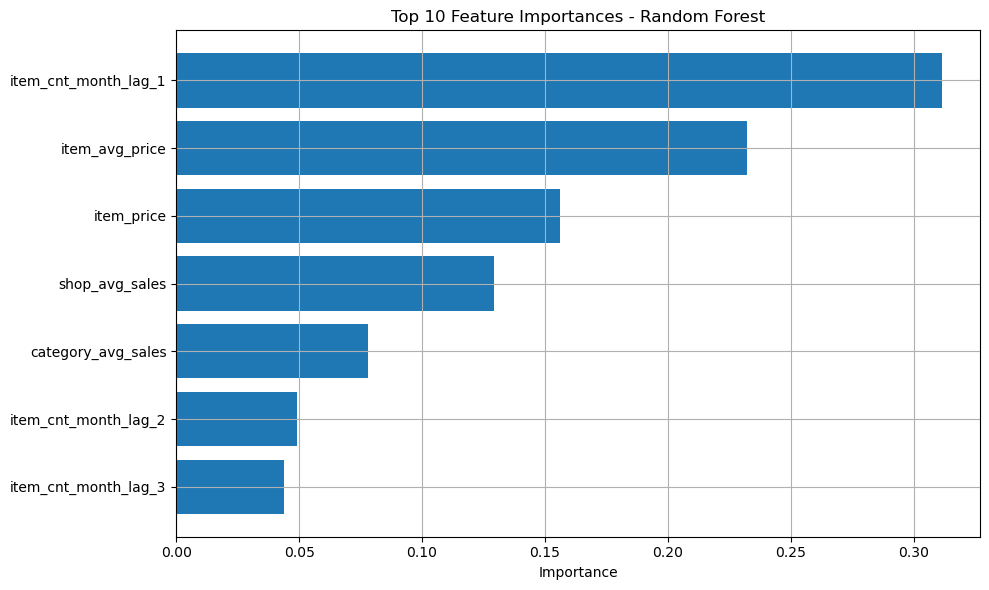 Top 10 Feature Importances - Random Forest
item_cnt_month_lag_1
item_avg_price
item_price
shop_avg_sales
category_avg_sales
item_cnt_month_lag_2
item_cnt_month_lag_3
0.00 0.05 0.10 0.15 0.20 0.25 0.30
Importance